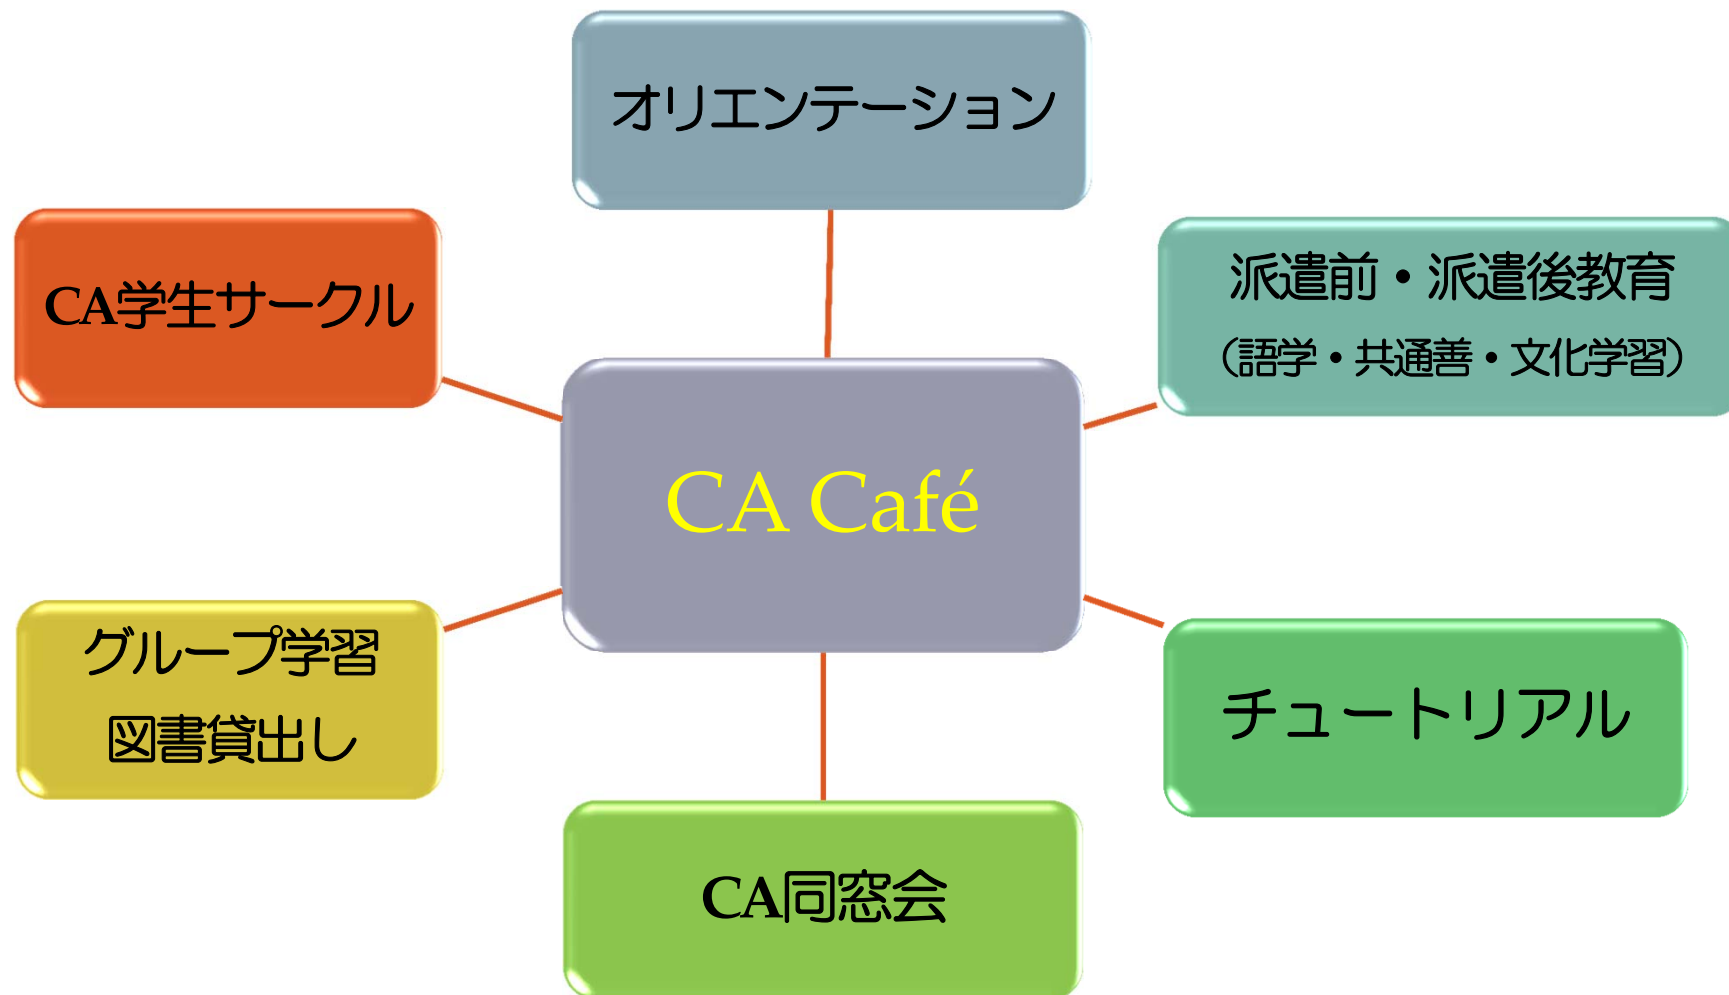 オリエンテーション
CA学生サークル
派遣前・派遣後教育
（語学・共通善・文化学習）
CA Café
グループ学習
図書貸出し
チュートリアル
CA同窓会